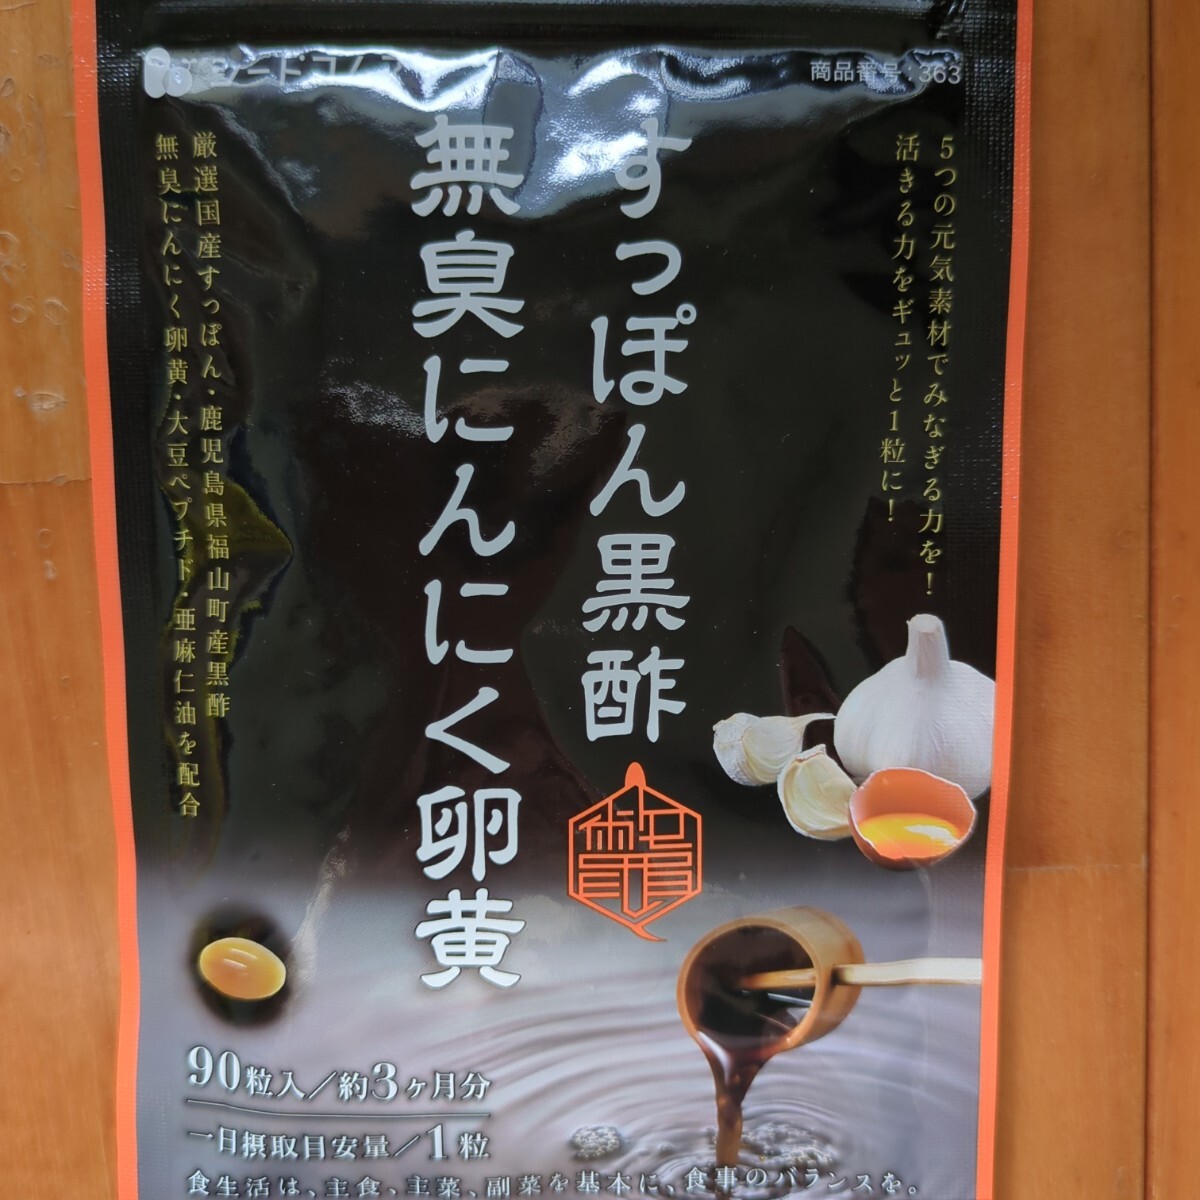 シードコムス
商品番号:363
5つの元気素材でみなぎる力を!
活きる力をギュッと1粒に!
すっぽん黒酢
無臭にんにく卵黄
厳選国産すっぽん・鹿児島県福山町産黒酢
無臭にんにく卵黄・大豆ペプチド・亜麻仁油を配合
90粒入/約3ヶ月分
一日摂取目安量/1粒
食生活は、主食、主菜、副菜を基本に、食事のバランスを。